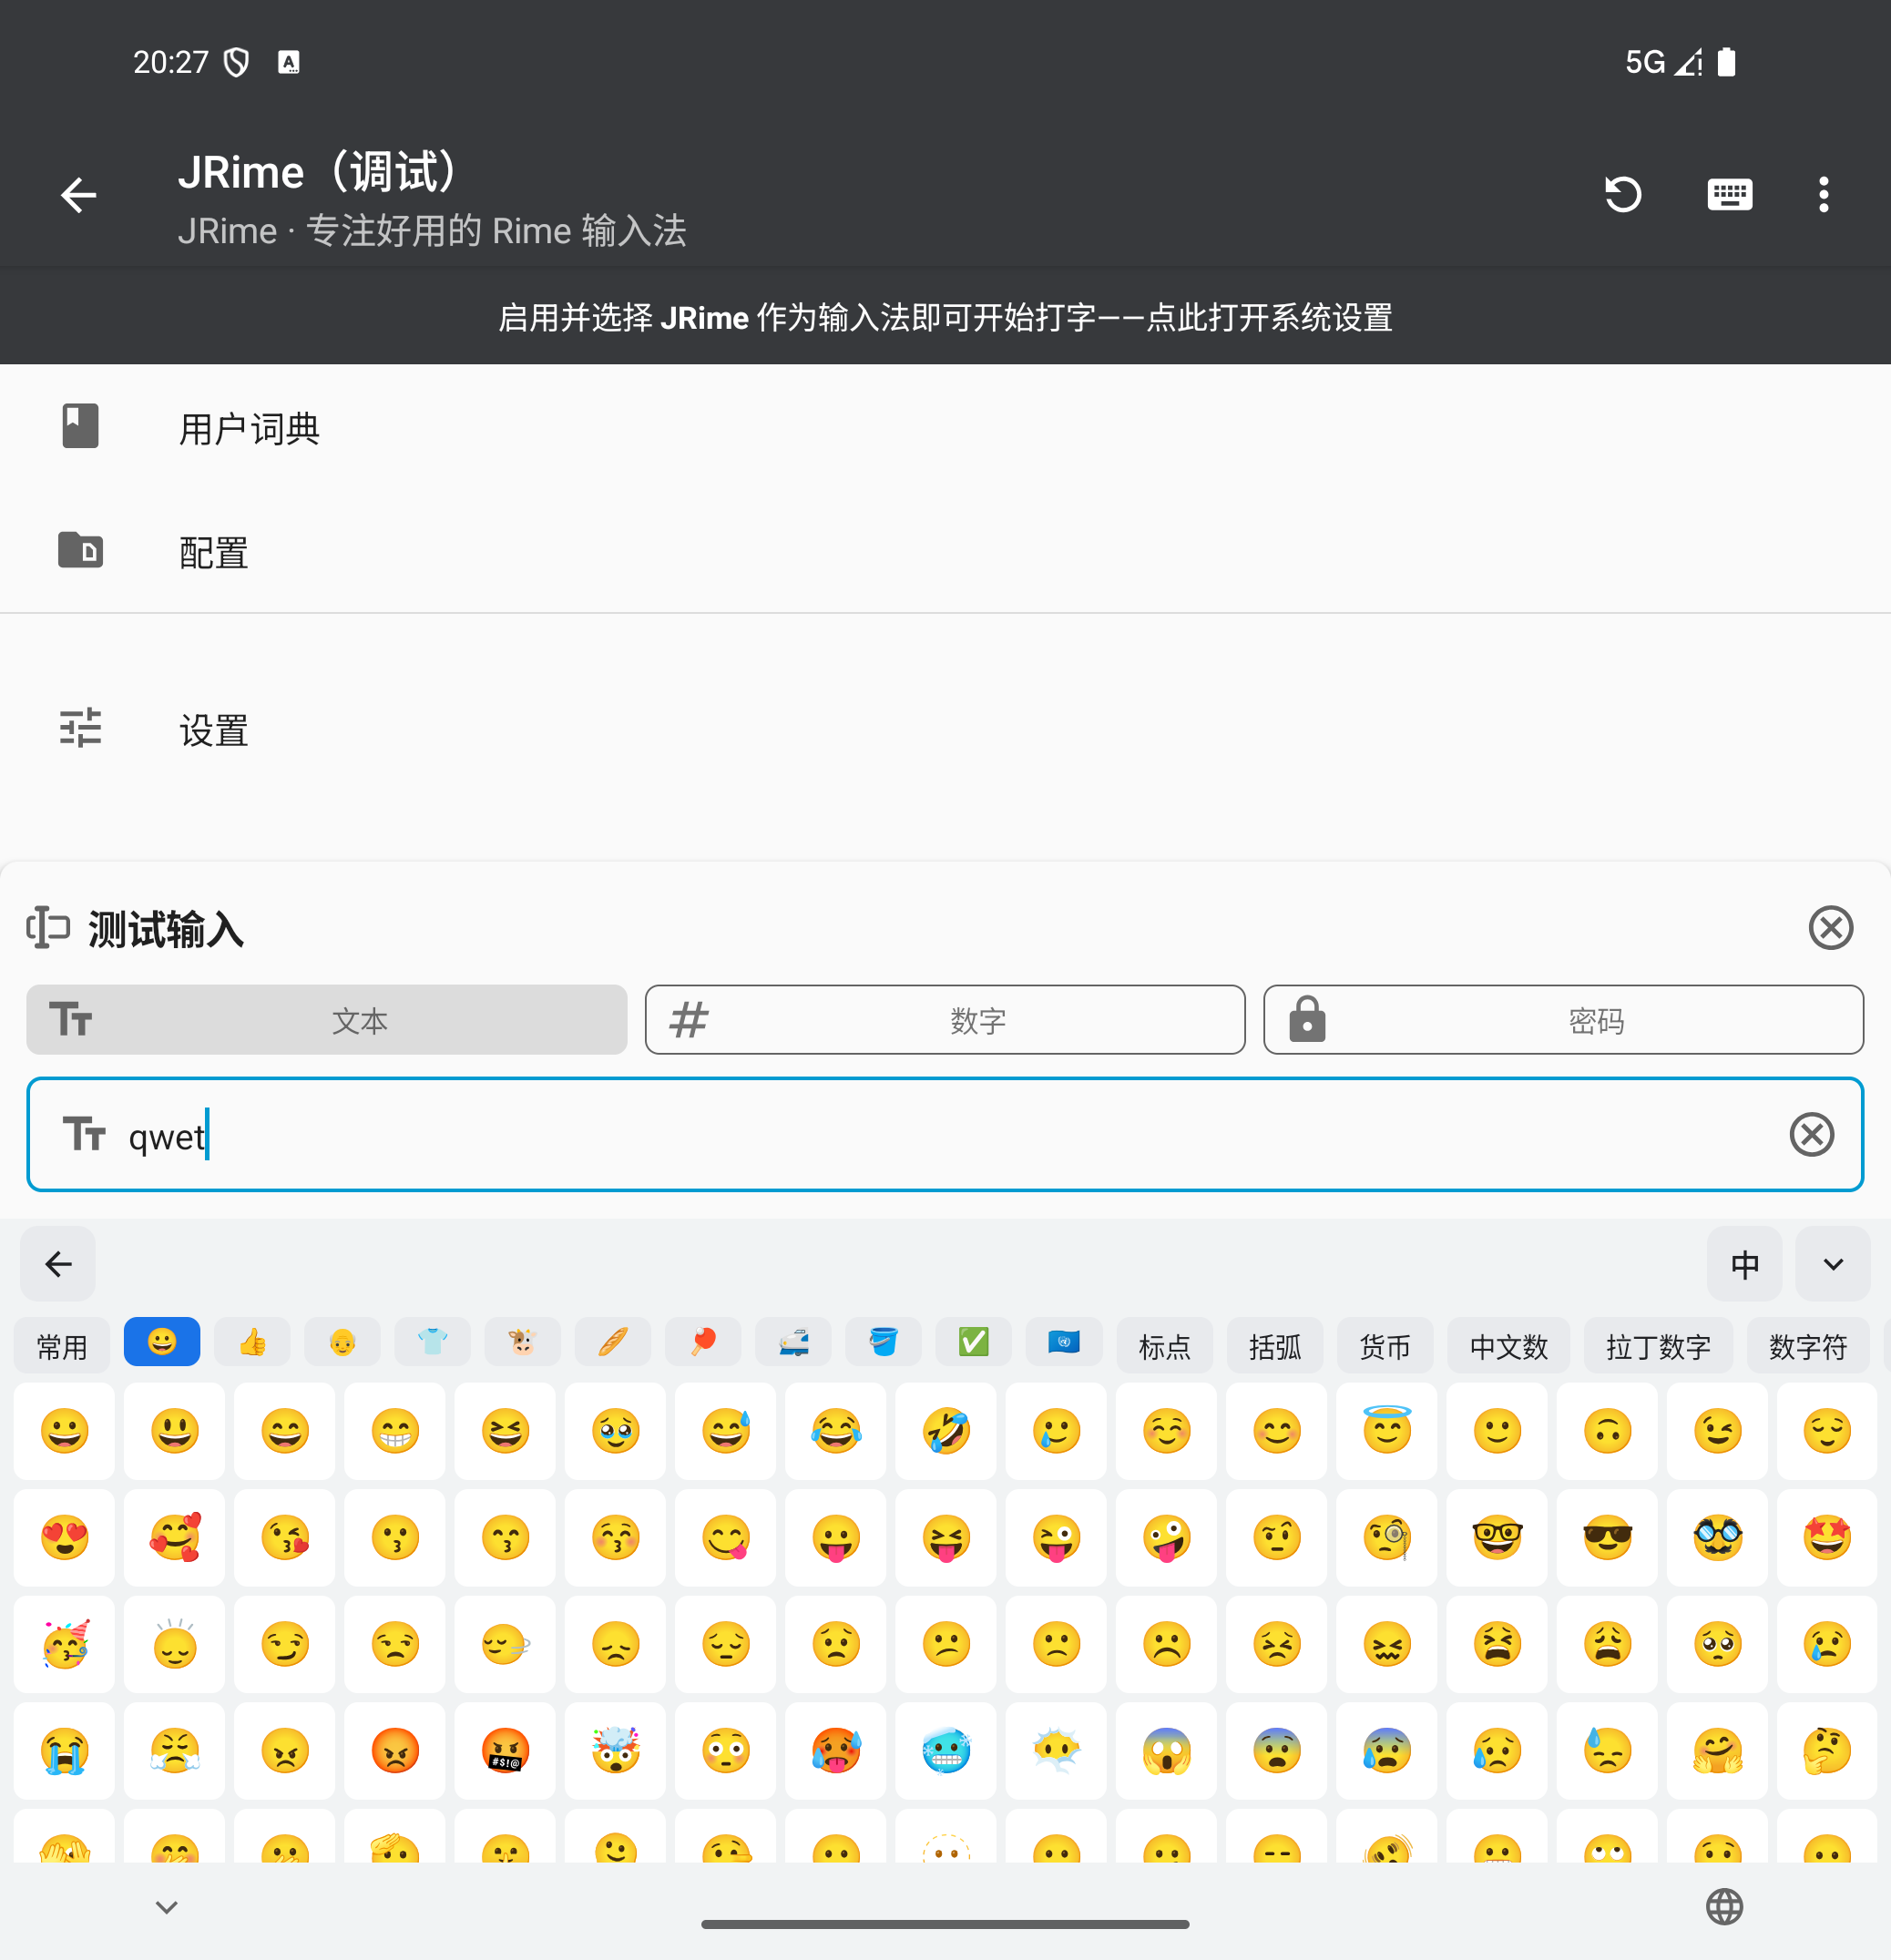 20:27
5G
JRime（调试）
JRime · 专注好用的 Rime 输入法
启用并选择 JRime 作为输入法即可开始打字——点此打开系统设置
用户词典
配置
设置
测试输入
文本 数字 密码
qwet
中
常用 标点 括弧 货币 中文数 拉丁数字 数字符